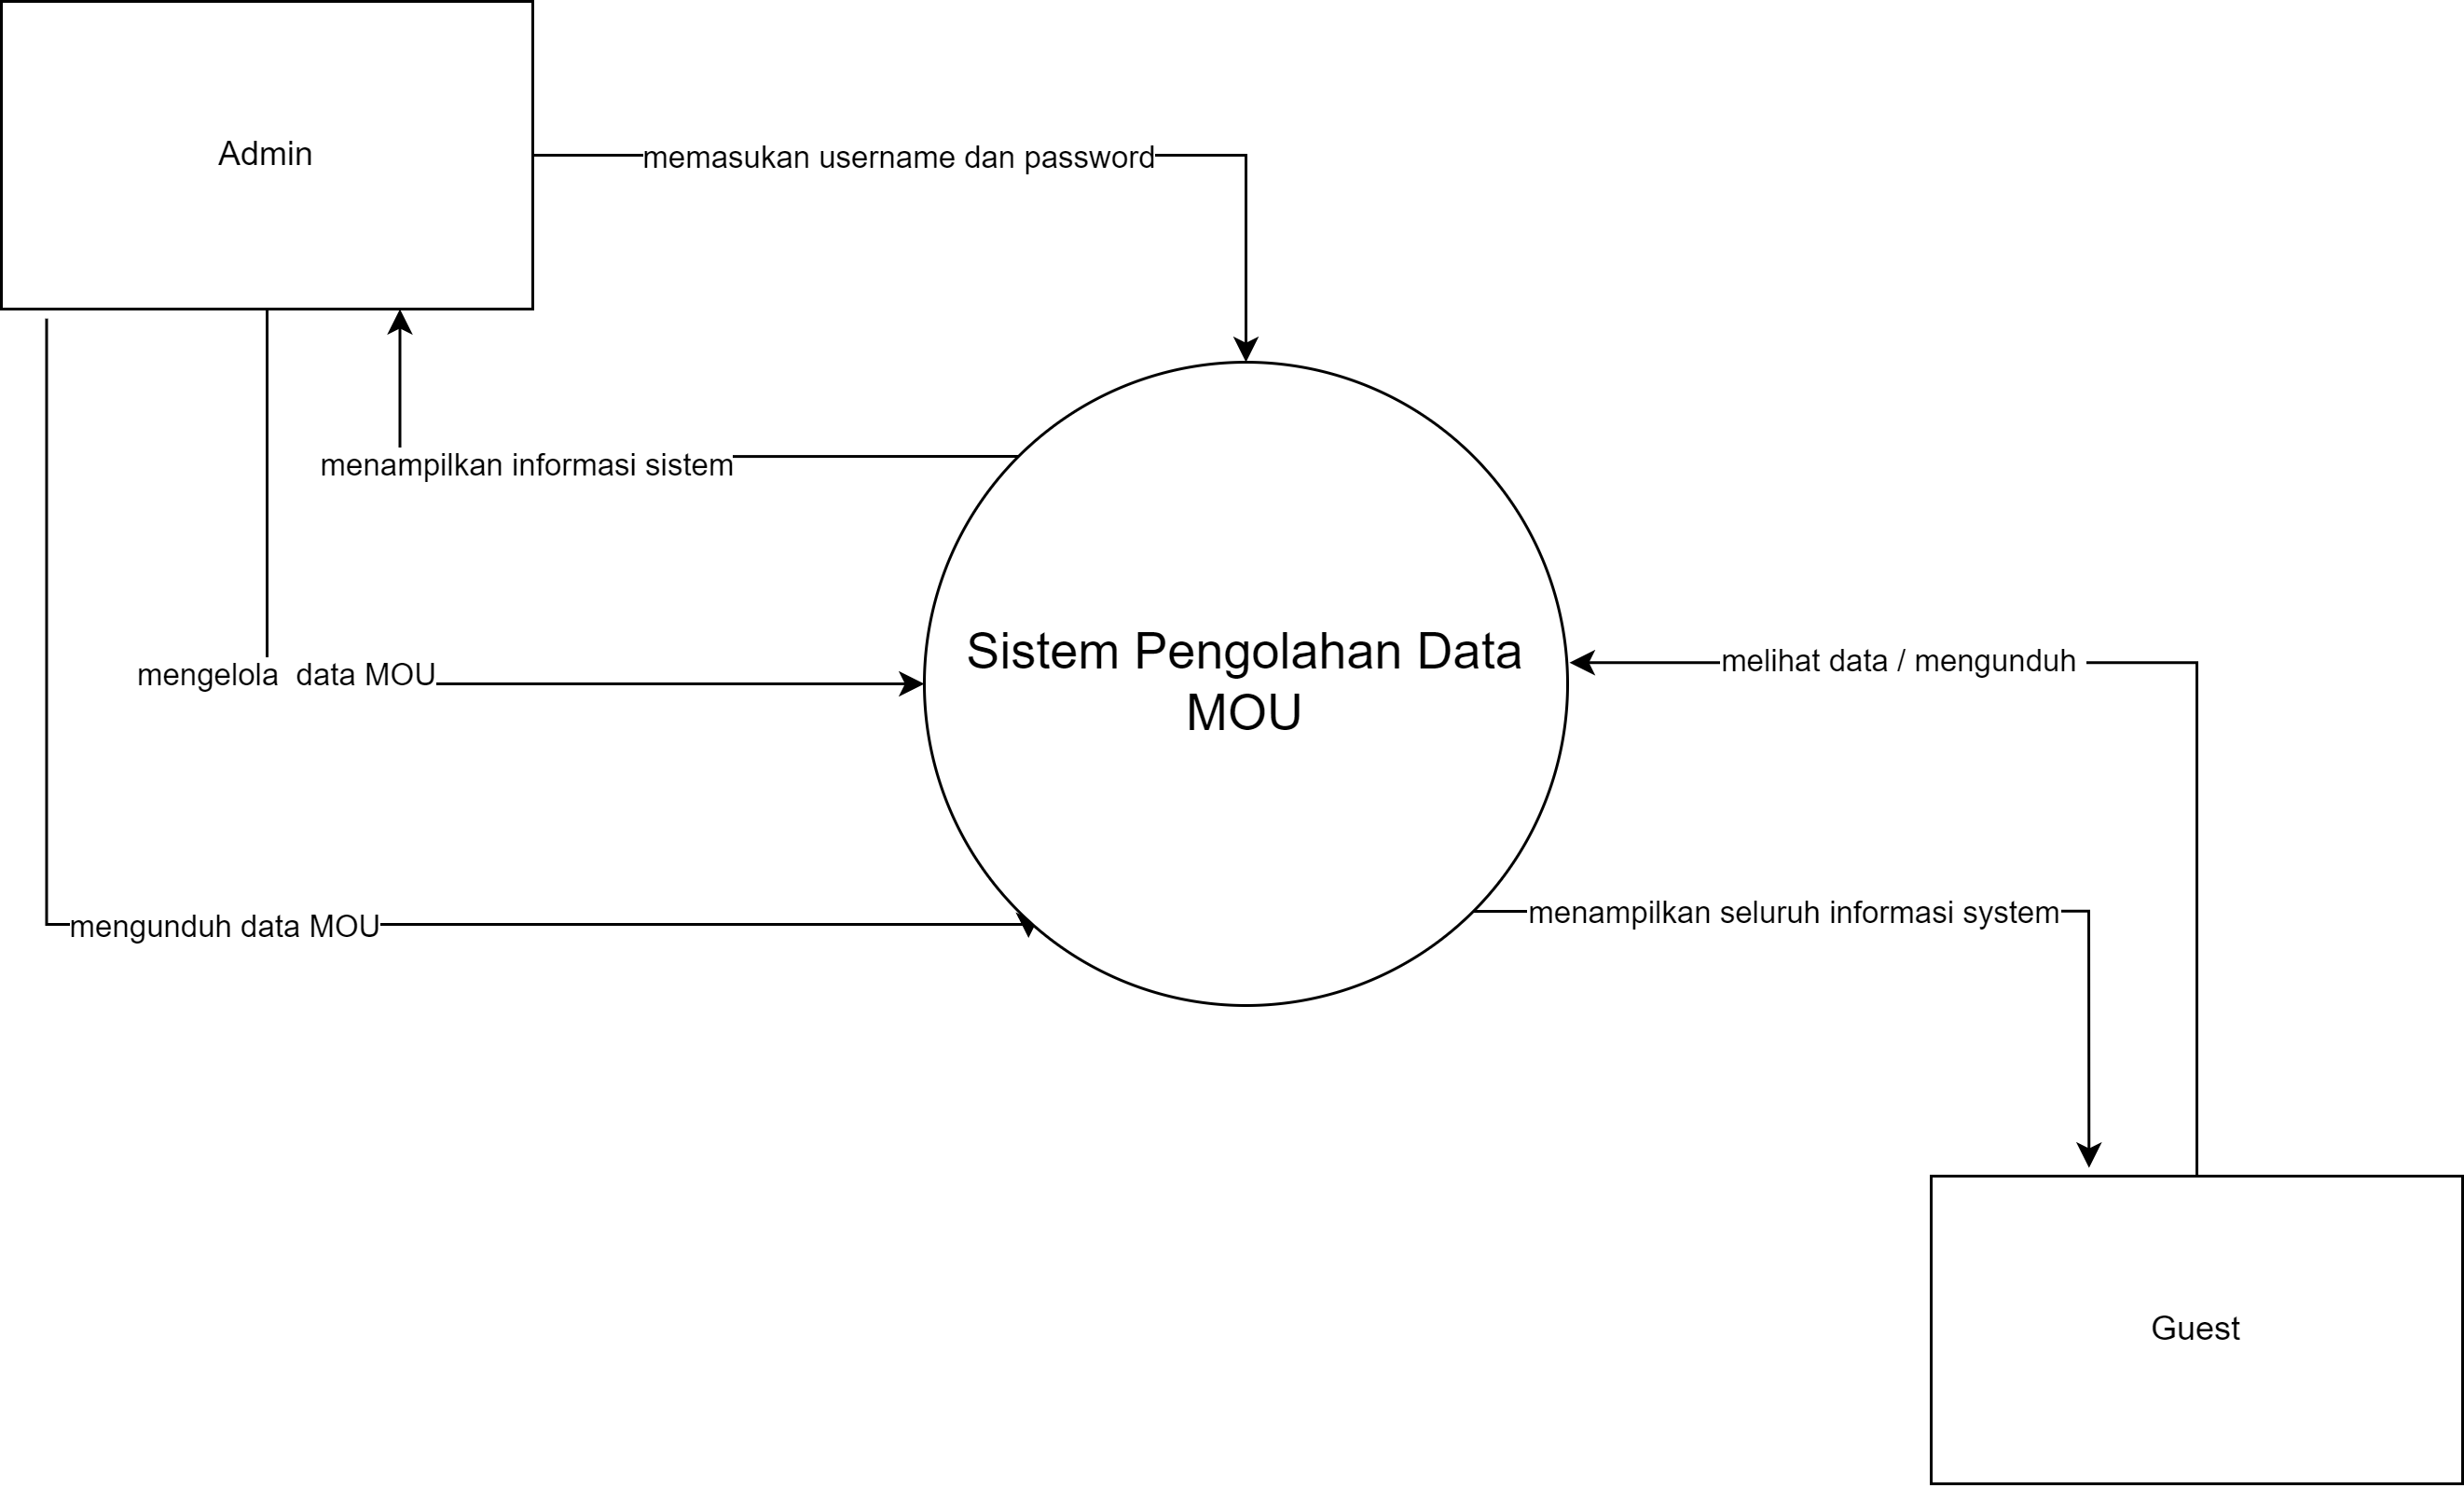 Admin
memasukan username dan password
menampilkan informasi sistem
Sistem Pengolahan Data
MOU
mengelola  data MOU
melihat data / mengunduh
mengunduh data MOU
menampilkan seluruh informasi system
Guest